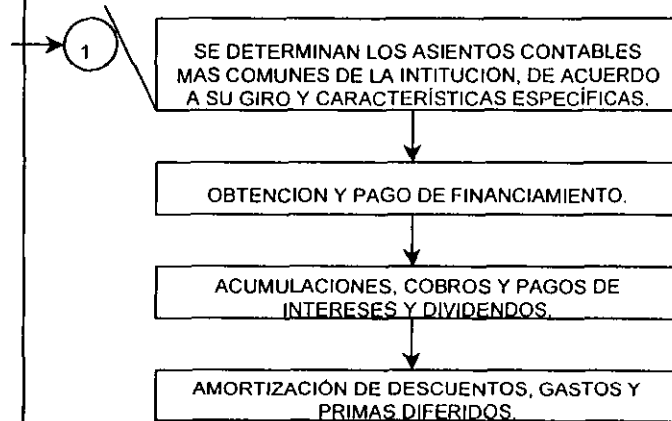 1
SE DETERMINAN LOS ASIENTOS CONTABLES
MAS COMUNES DE LA INTITUCION, DE ACUERDO
A SU GIRO Y CARACTERÍSTICAS ESPECÍFICAS.
OBTENCION Y PAGO DE FINANCIAMIENTO.
ACUMULACIONES, COBROS Y PAGOS DE
INTERESES Y DIVIDENDOS.
AMORTIZACIÓN DE DESCUENTOS, GASTOS Y
PRIMAS DIFERIDOS.